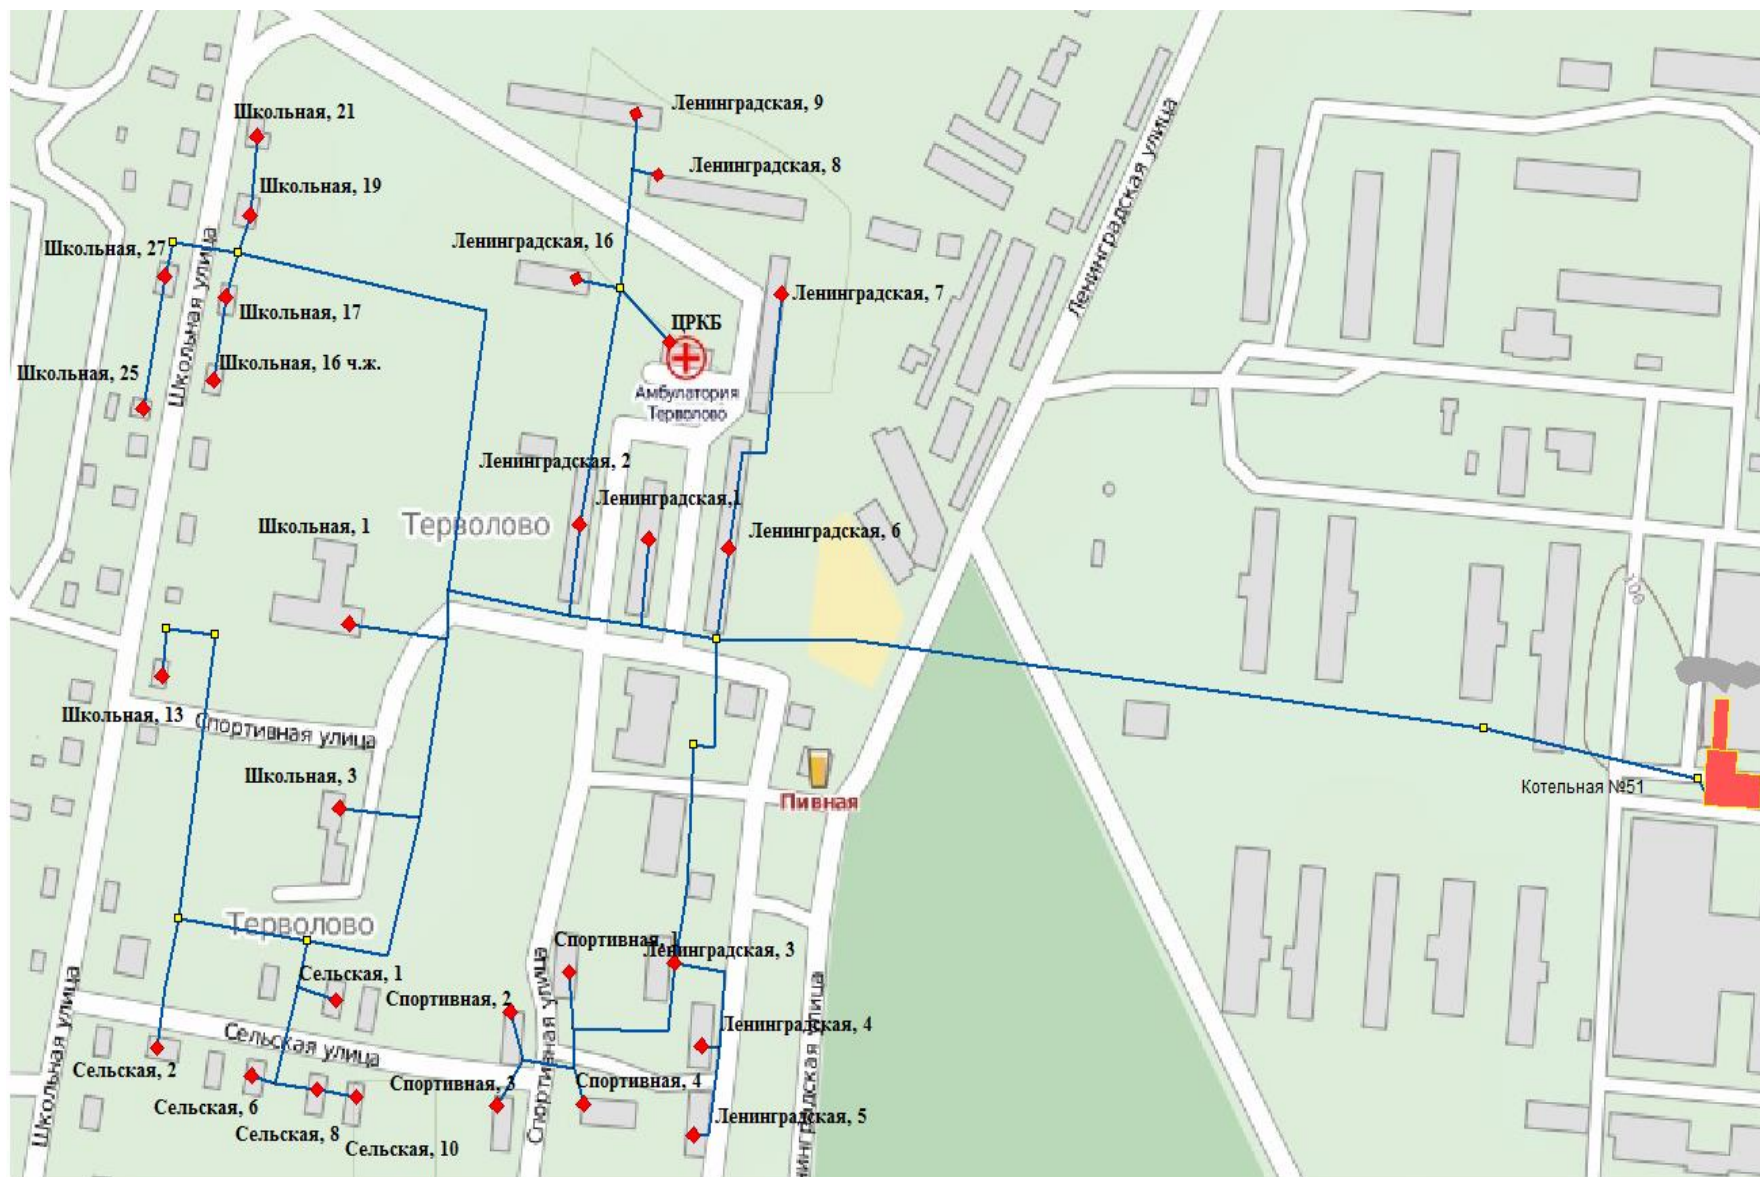 Ленинградская, 9
Школьная, 21
Ленинградская, 8
Школьная, 19
Ленинградская улица
Ленинградская, 16
Школьная, 27
Школьная улица
Ленинградская, 7
Школьная, 17
ЦРКБ
Школьная, 16 ч.ж.
Школьная, 25
Амбулатория
Терволово
Ленинградская, 2
Ленинградская,1
Терволово
Школьная, 1
Ленинградская, 6
100
Школьная, 13
Спортивная улица
Школьная, 3
Котельная №51
Пивная
Терволово
Спортивная, 1
Ленинградская, 3
Сельская, 1
Спортивная, 2
Спортивная улица
Школьная улица
Ленинградская, 4
Сельская улица
Сельская, 2
Спортивная, 3
Спортивная, 4
нинградская улица
Сельская, 6
Ленинградская, 5
Сельская, 8
Сельская, 10